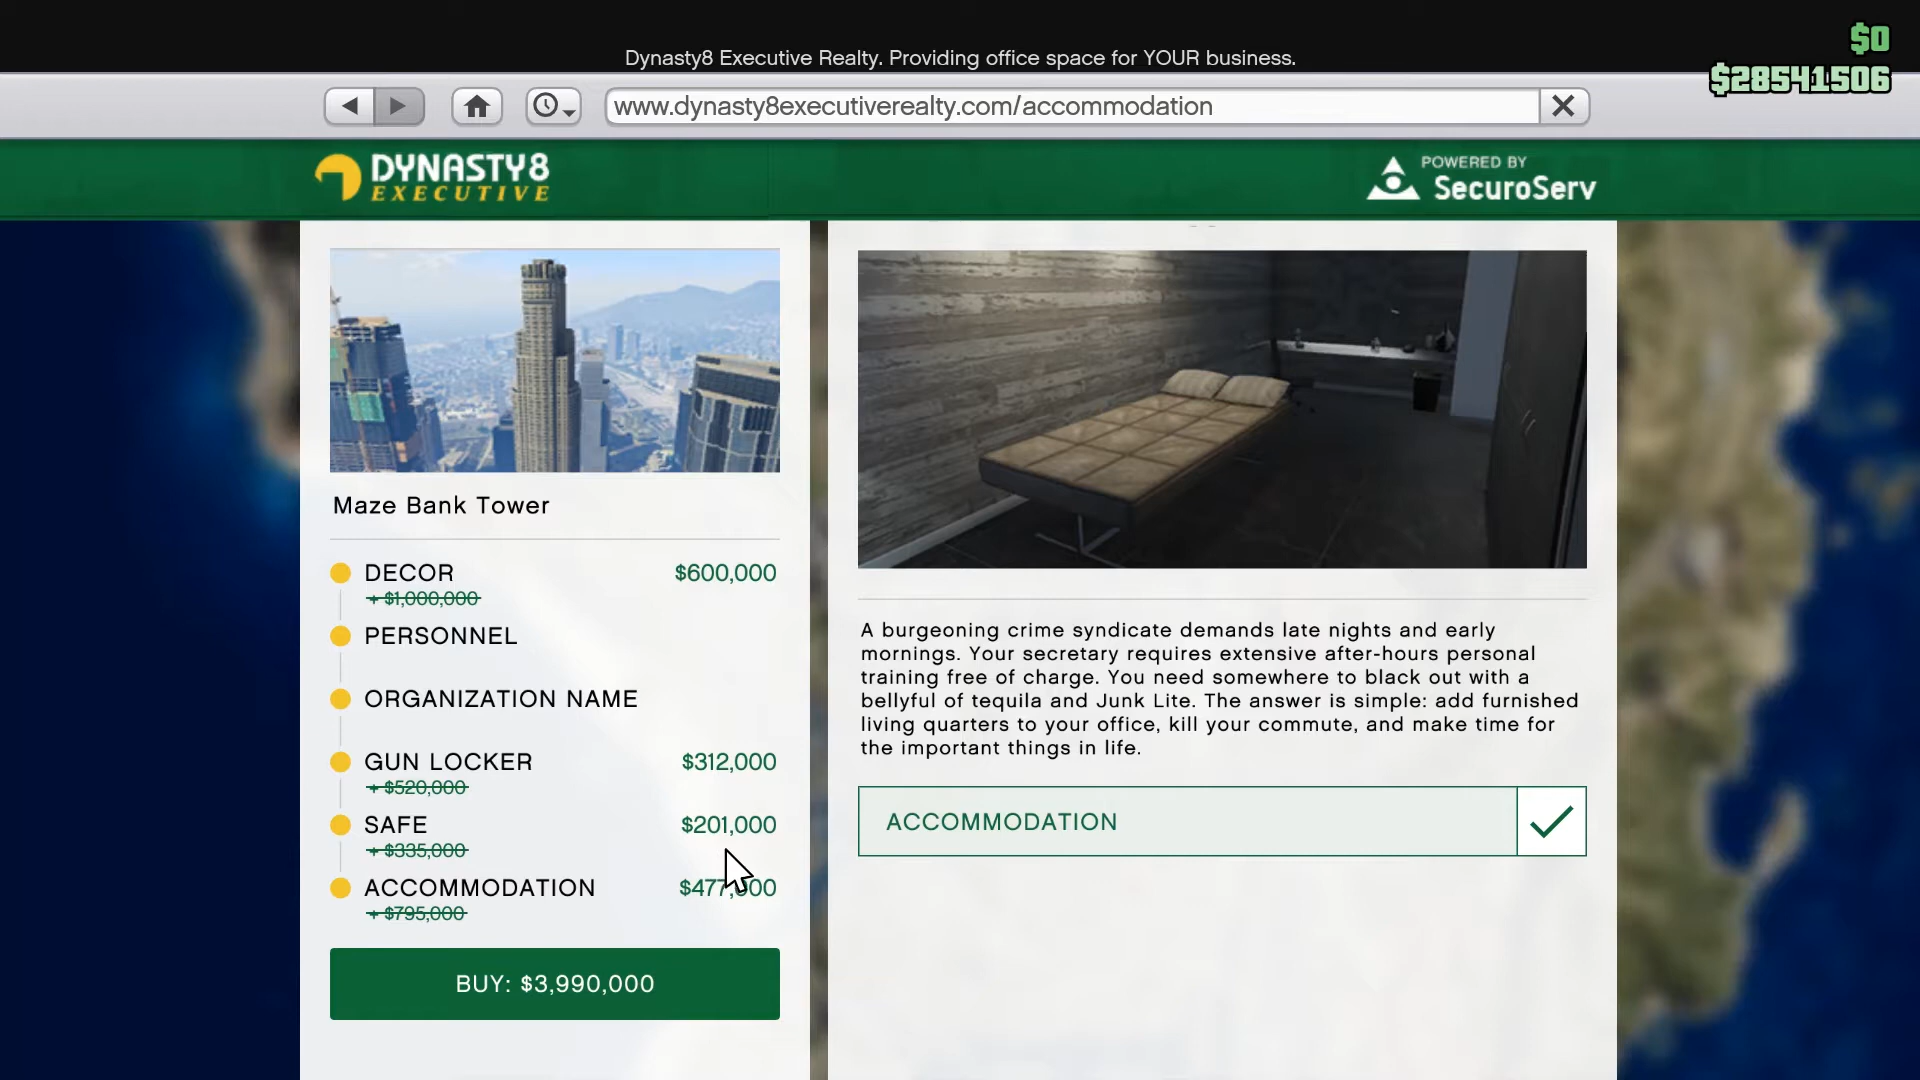 Dynasty8 Executive Realty. Providing office space for YOUR business.
$0
$28541506
www.dynasty8executiverealty.com/accommodation
DYNASTY8
EXECUTIVE
POWERED BY
SecuroServ
Maze Bank Tower
DECOR $600,000
+ $1,000,000
PERSONNEL
ORGANIZATION NAME
GUN LOCKER $312,000
+ $520,000
SAFE $201,000
+ $335,000
ACCOMMODATION $477,000
+ $795,000
BUY: $3,990,000
A burgeoning crime syndicate demands late nights and early
mornings. Your secretary requires extensive after-hours personal
training free of charge. You need somewhere to black out with a
bellyful of tequila and Junk Lite. The answer is simple: add furnished
living quarters to your office, kill your commute, and make time for
the important things in life.
ACCOMMODATION